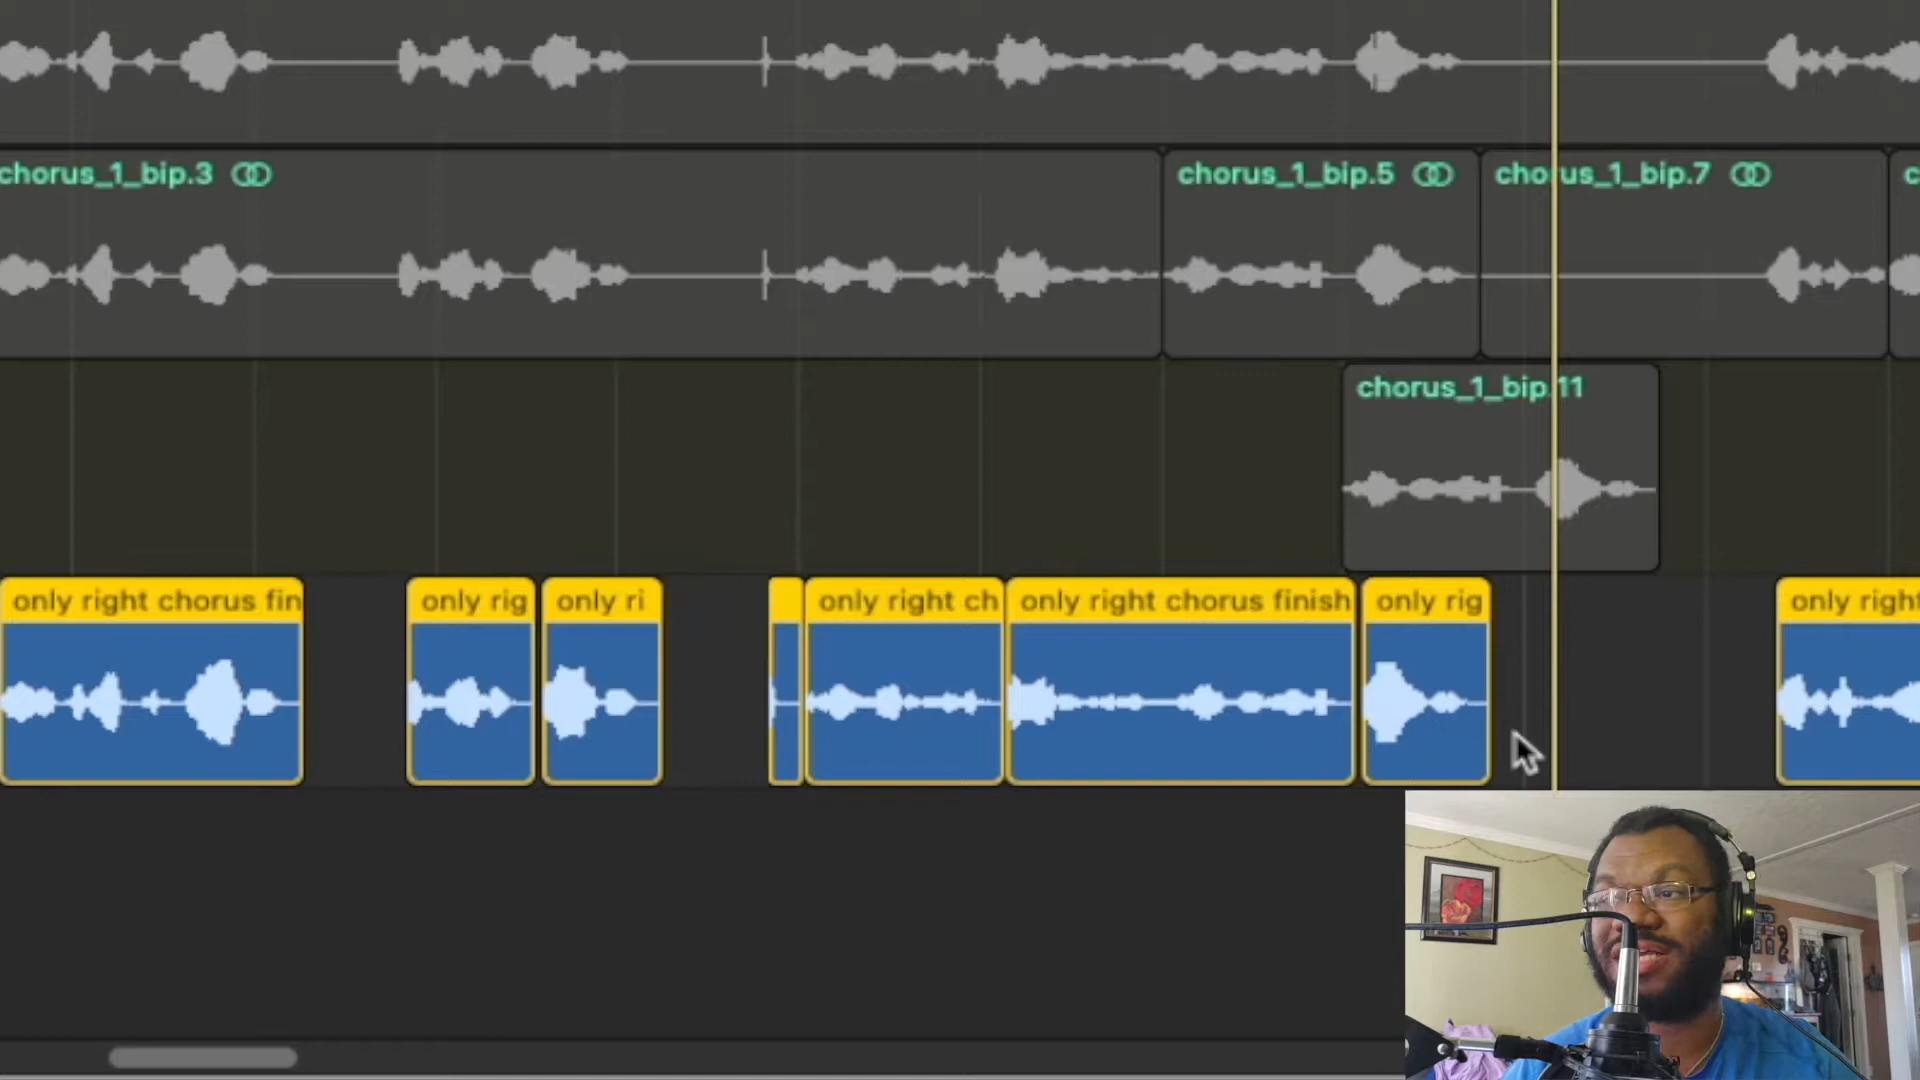 chorus_1_bip.3
chorus_1_bip.5
chorus_1_bip.7
c
chorus_1_bip.11
only right chorus fin
only rig
only ri
only right ch
only right chorus finish
only rig
only right